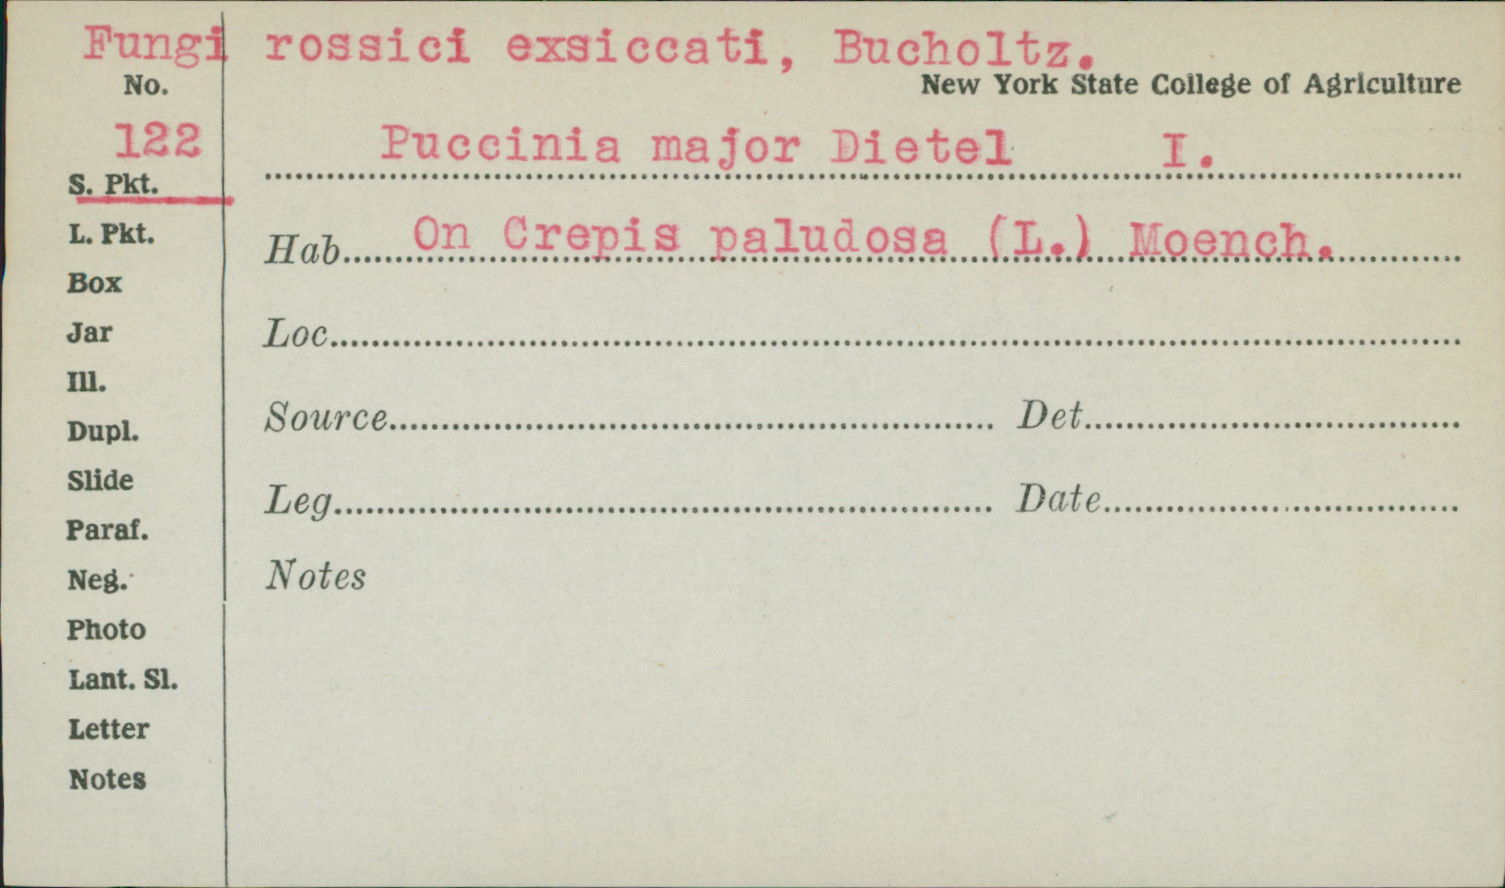 Fungi rossici exsiccati, Bucholtz.
No.
New York State College of Agriculture
122
Puccinia major Dietel I.
S. Pkt.
L. Pkt.
Hab. On Crepis paludosa (L.) Moench.
Box
Jar
Loc.
Ill.
Dupl.
Source Det.
Slide
Leg. Date
Paraf.
Neg.
Notes
Photo
Lant. Sl.
Letter
Notes